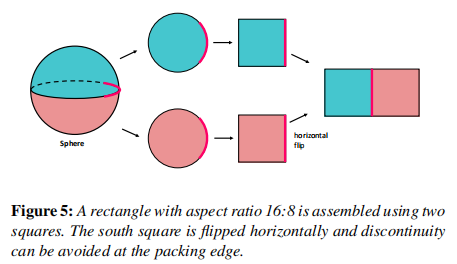 Sphere
horizontal
flip
Figure 5: A rectangle with aspect ratio 16:8 is assembled using two
squares. The south square is flipped horizontally and discontinuity
can be avoided at the packing edge.